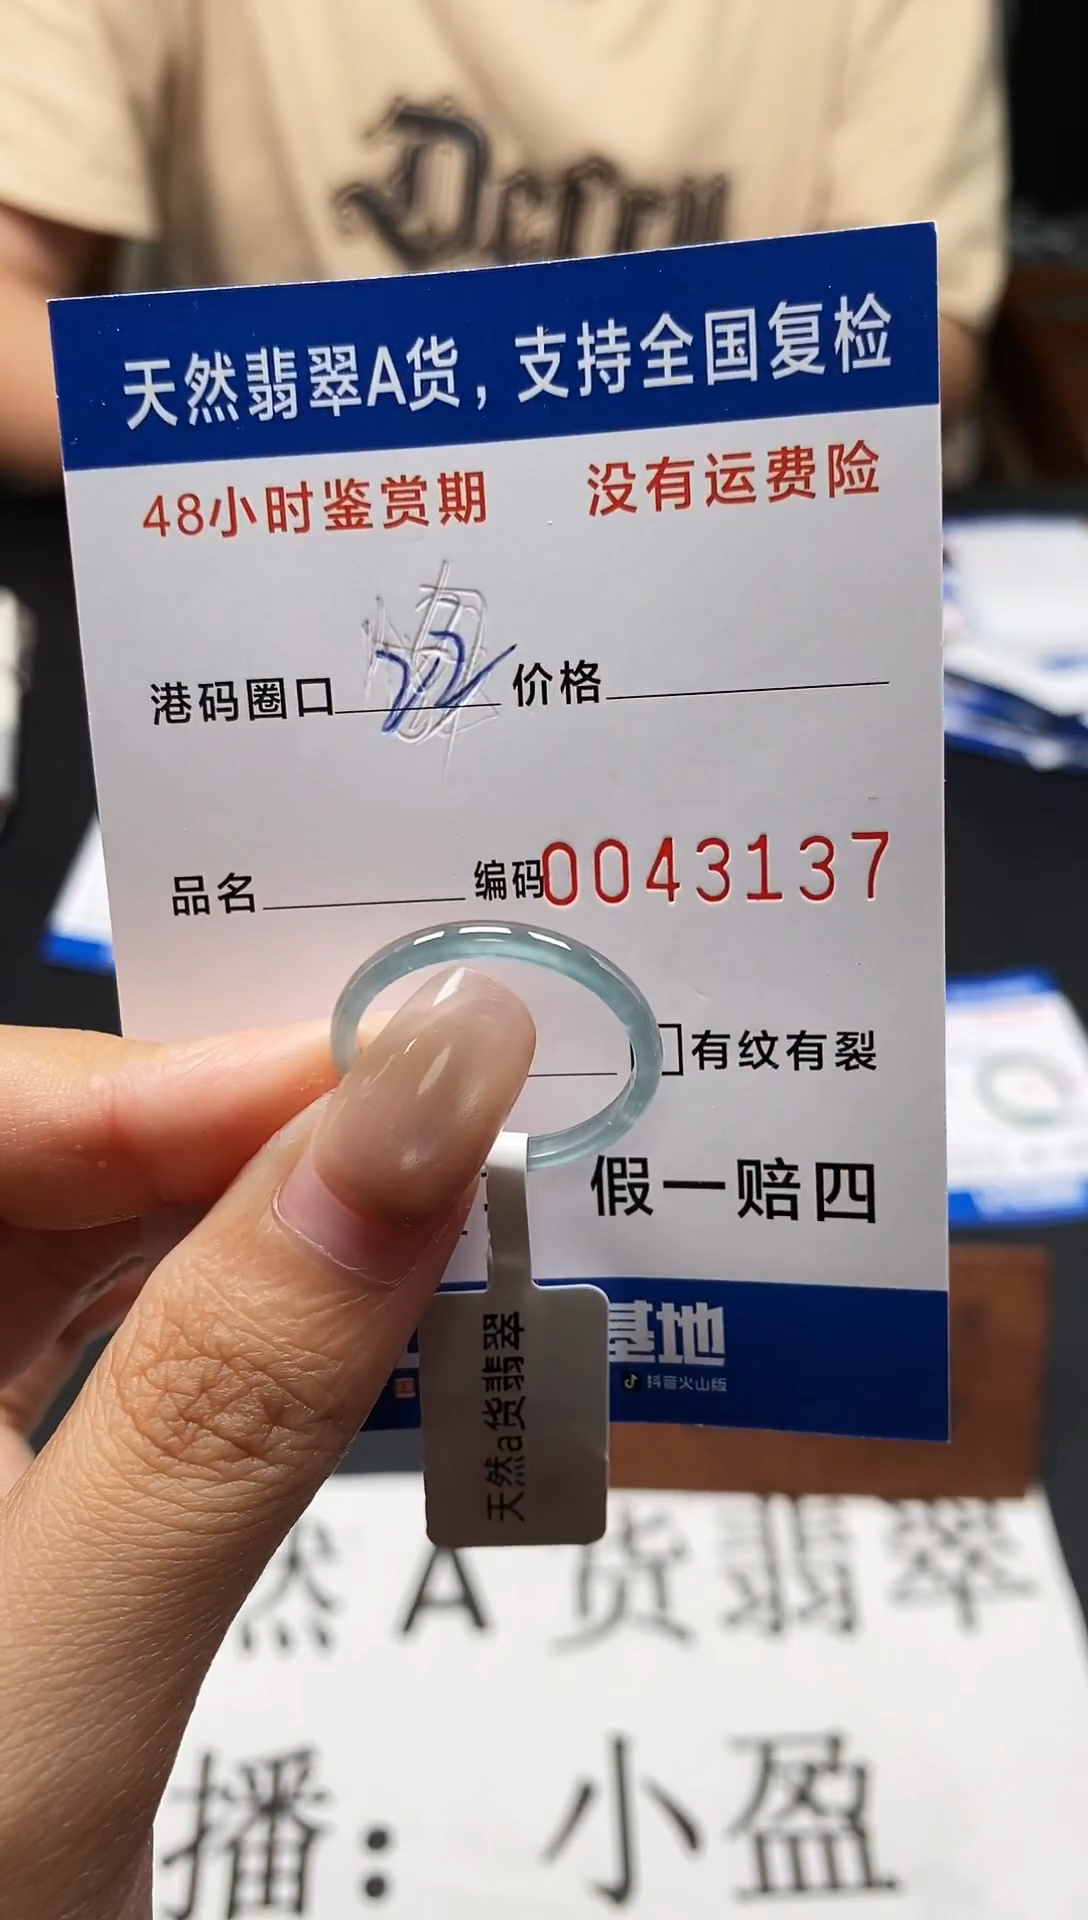 天然翡翠A货，支持全国复检
48小时鉴赏期 没有运费险
港码圈口 22 价格
品名 编码0043137
□有纹有裂
假一赔四
基地
抖音火山版
天然a货翡翠
然A货翡翠
播：小盈